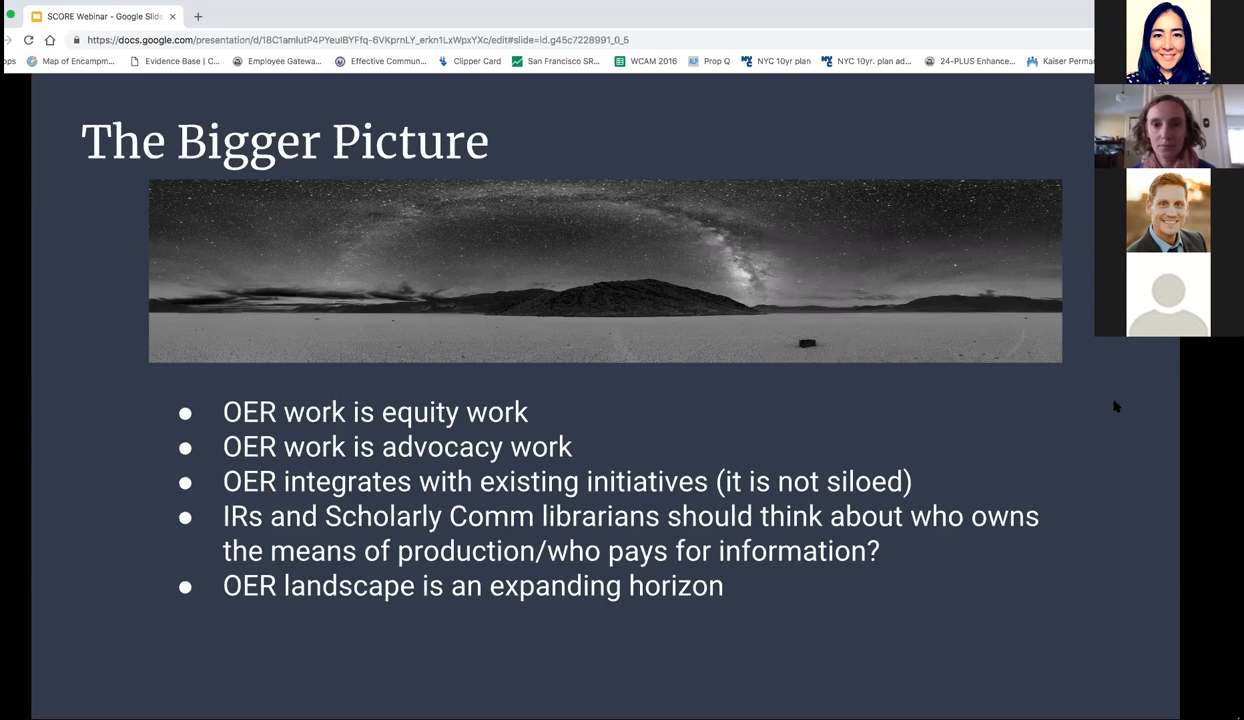 SCORE Webinar - Google Slide
https://docs.google.com/presentation/d/18C1amlutP4PYeulBYFfq-6VKprnLY_erkn1LxWpxYXc/edit#slide=id.g45c7228991_0_5
ops Map of Encampm... Evidence Base | C... Employee Gatewa... Effective Commun... Clipper Card San Francisco SR... WCAM 2016 Prop Q NYC 10yr plan NYC 10yr. plan ad... 24-PLUS Enhance... Kaiser Perma
The Bigger Picture
● OER work is equity work
● OER work is advocacy work
● OER integrates with existing initiatives (it is not siloed)
● IRs and Scholarly Comm librarians should think about who owns
the means of production/who pays for information?
● OER landscape is an expanding horizon